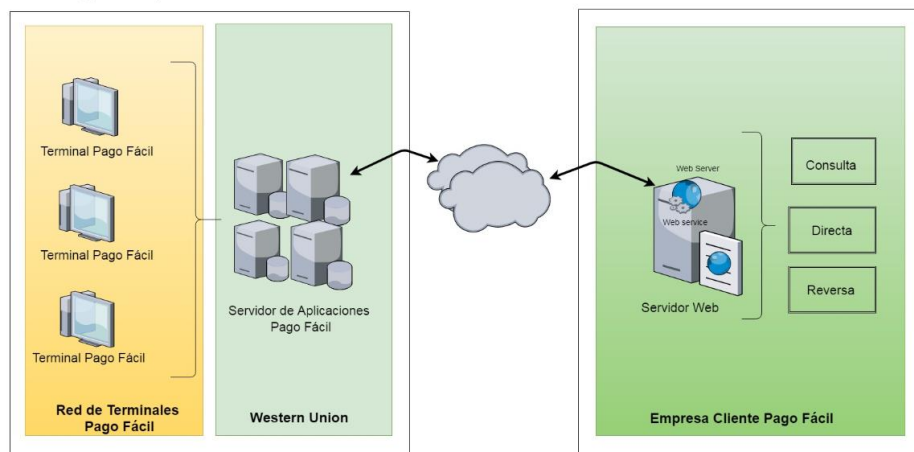 Terminal Pago Fácil
Terminal Pago Fácil
Terminal Pago Fácil
Red de Terminales
Pago Fácil
Servidor de Aplicaciones
Pago Fácil
Western Union
Web Server
Web service
Servidor Web
Consulta
Directa
Reversa
Empresa Cliente Pago Fácil